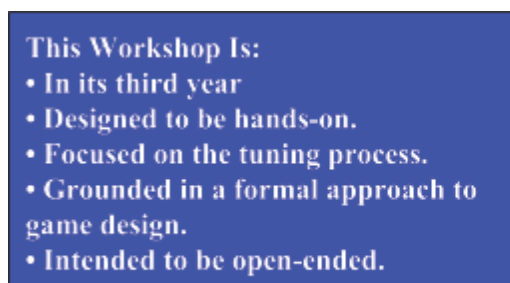 This Workshop Is:
• In its third year
• Designed to be hands-on.
• Focused on the tuning process.
• Grounded in a formal approach to
game design.
• Intended to be open-ended.